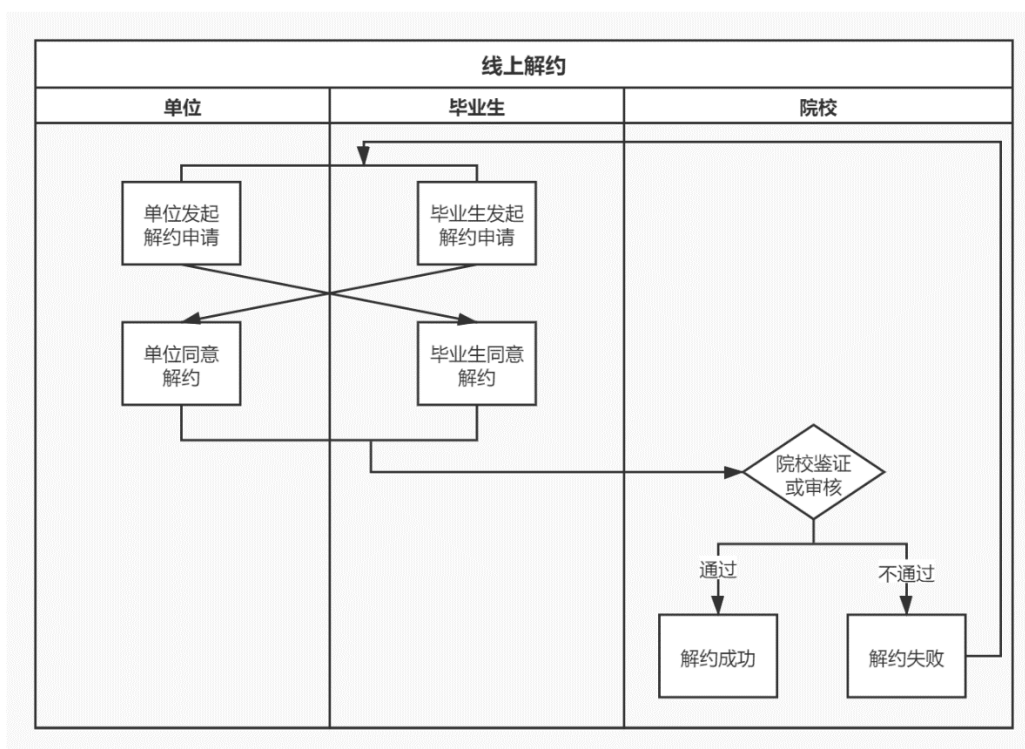 线上解约
单位
毕业生
院校
单位发起
解约申请
毕业生发起
解约申请
单位同意
解约
毕业生同意
解约
院校鉴证
或审核
通过
不通过
解约成功
解约失败